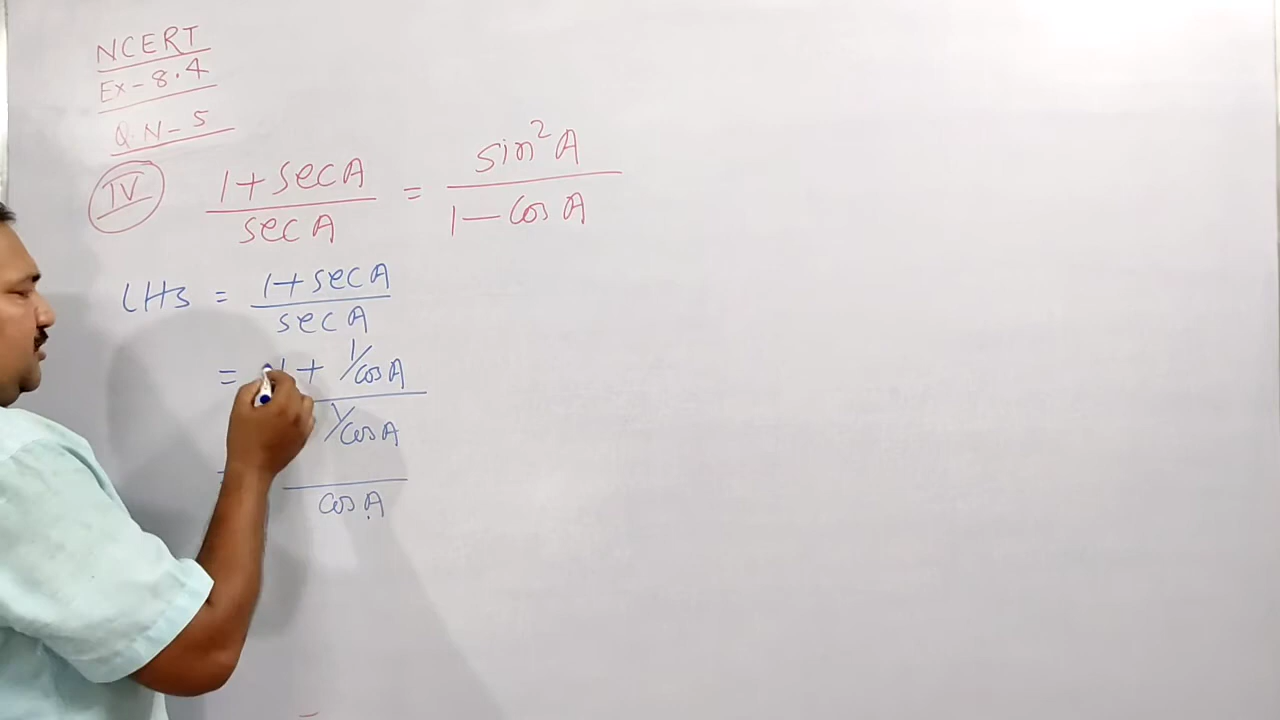 NCERT
Ex-8.4
Q.N-5
IV (1+secA)/(secA) = (sin²A)/(1-cosA)
LHS = (1+secA)/(secA)
= (1+1/cosA)/(1/cosA)
cosA